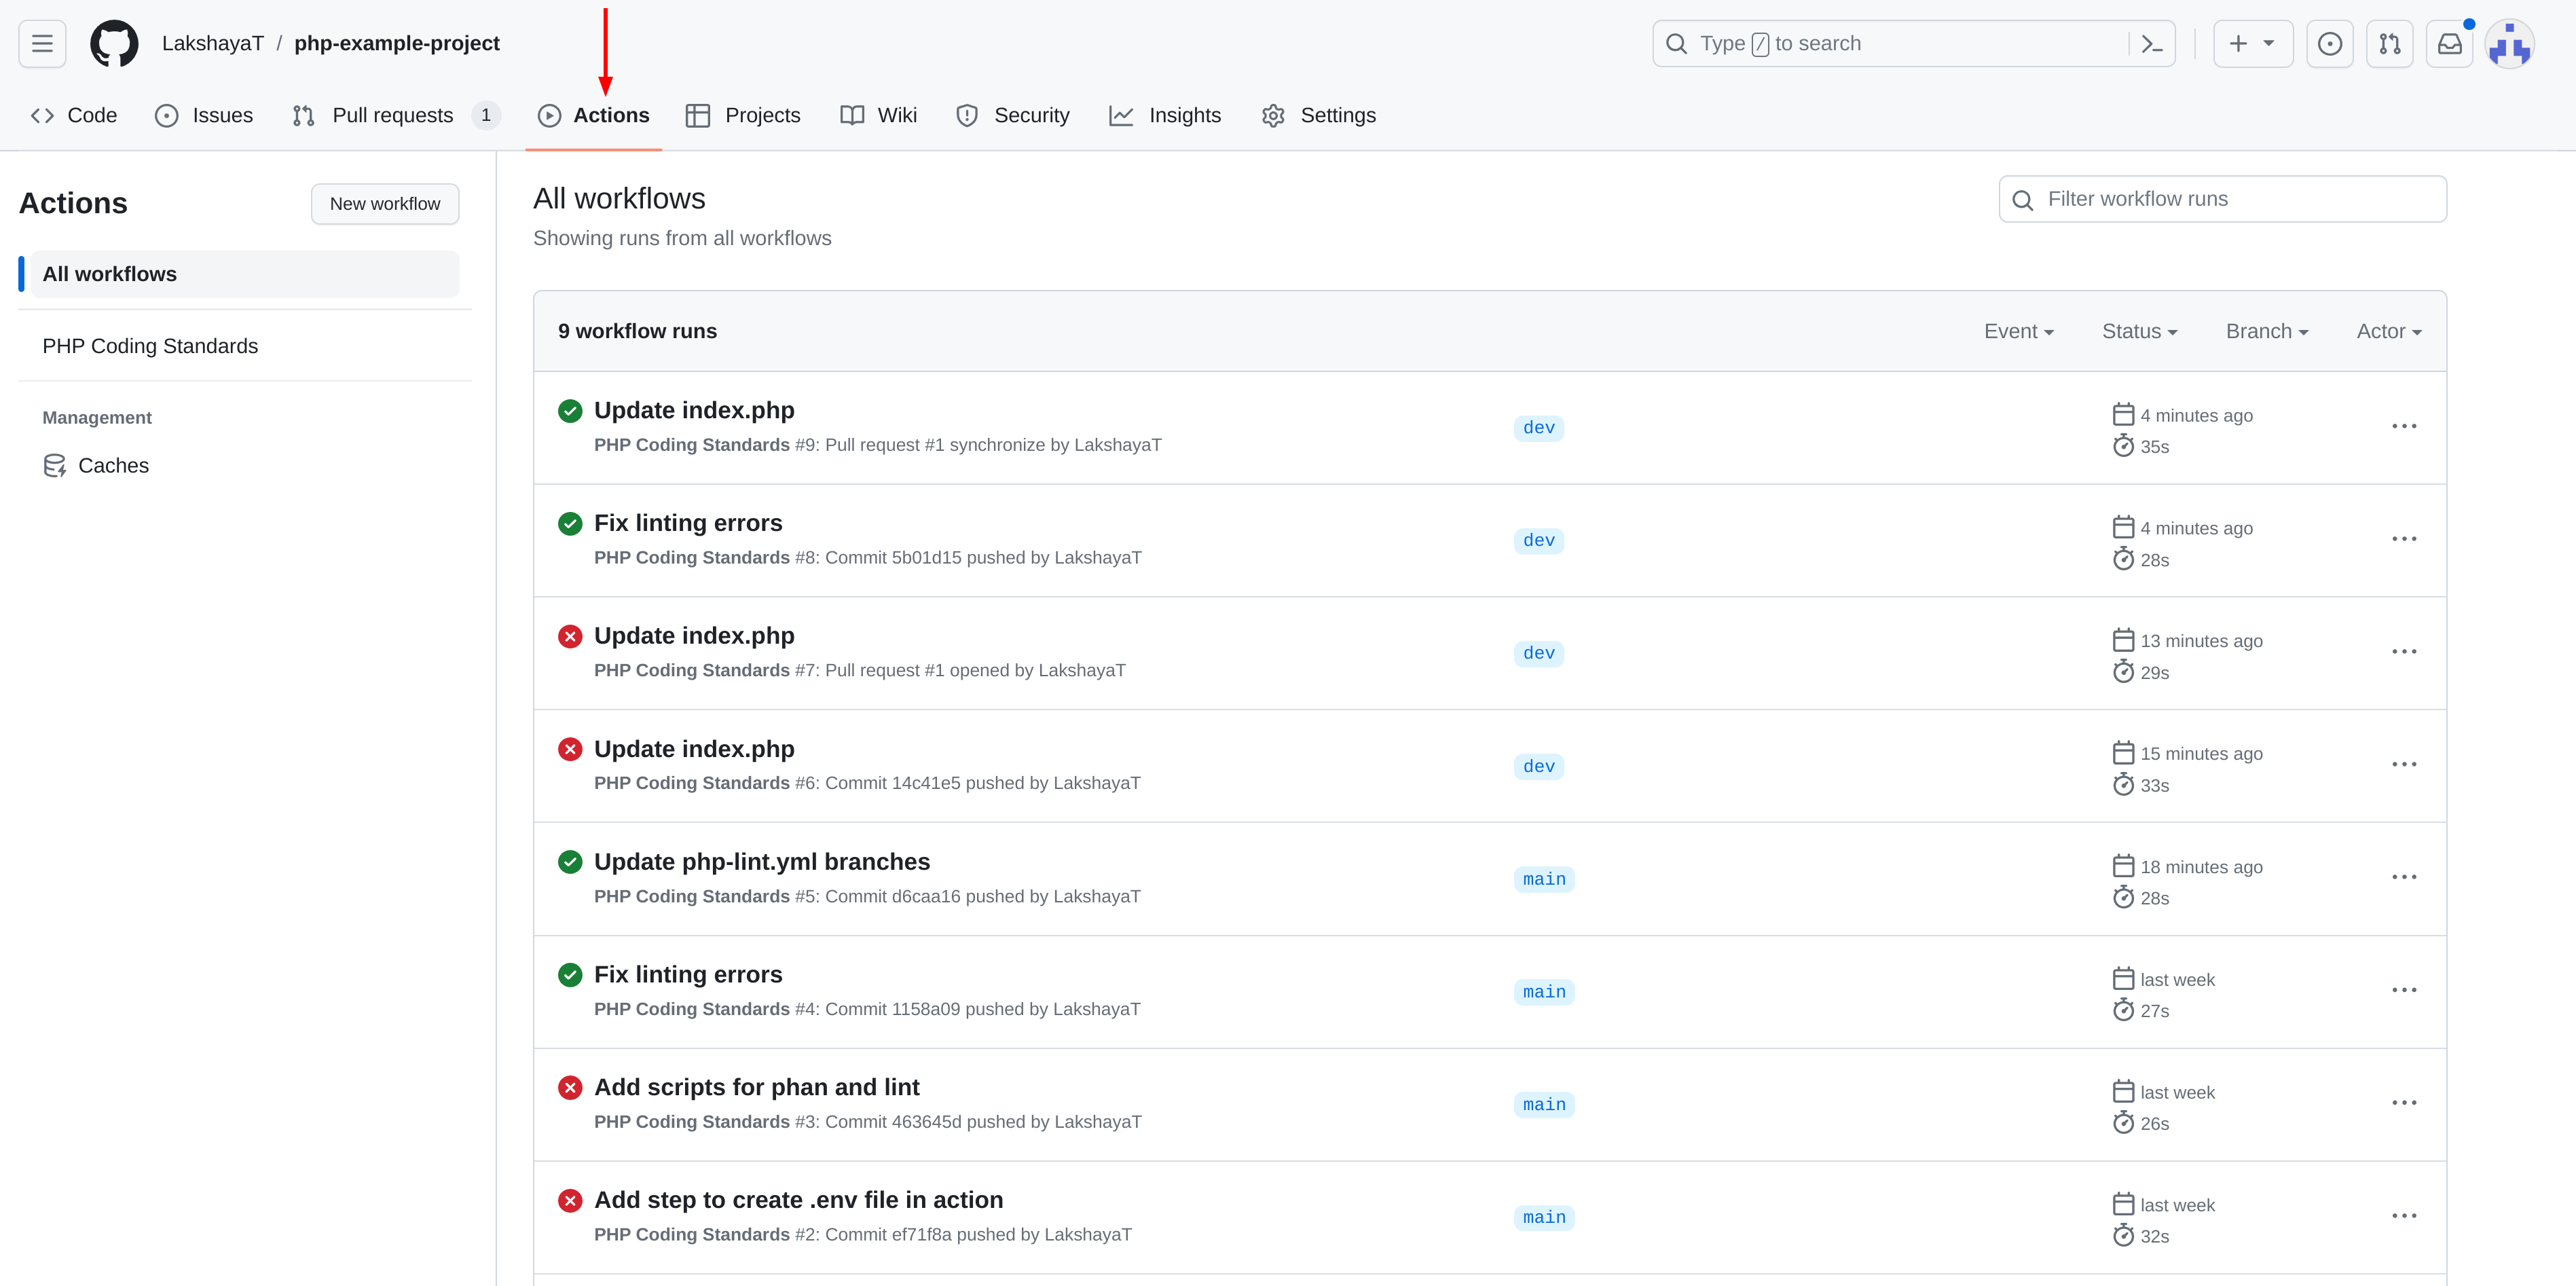 LakshayaT / php-example-project
Type / to search
Code
Issues
Pull requests 1
Actions
Projects
Wiki
Security
Insights
Settings
Actions
New workflow
All workflows
PHP Coding Standards
Management
Caches
All workflows
Showing runs from all workflows
Filter workflow runs
9 workflow runs
Event
Status
Branch
Actor
Update index.php
PHP Coding Standards #9: Pull request #1 synchronize by LakshayaT
dev
4 minutes ago
35s
Fix linting errors
PHP Coding Standards #8: Commit 5b01d15 pushed by LakshayaT
dev
4 minutes ago
28s
Update index.php
PHP Coding Standards #7: Pull request #1 opened by LakshayaT
dev
13 minutes ago
29s
Update index.php
PHP Coding Standards #6: Commit 14c41e5 pushed by LakshayaT
dev
15 minutes ago
33s
Update php-lint.yml branches
PHP Coding Standards #5: Commit d6caa16 pushed by LakshayaT
main
18 minutes ago
28s
Fix linting errors
PHP Coding Standards #4: Commit 1158a09 pushed by LakshayaT
main
last week
27s
Add scripts for phan and lint
PHP Coding Standards #3: Commit 463645d pushed by LakshayaT
main
last week
26s
Add step to create .env file in action
PHP Coding Standards #2: Commit ef71f8a pushed by LakshayaT
main
last week
32s